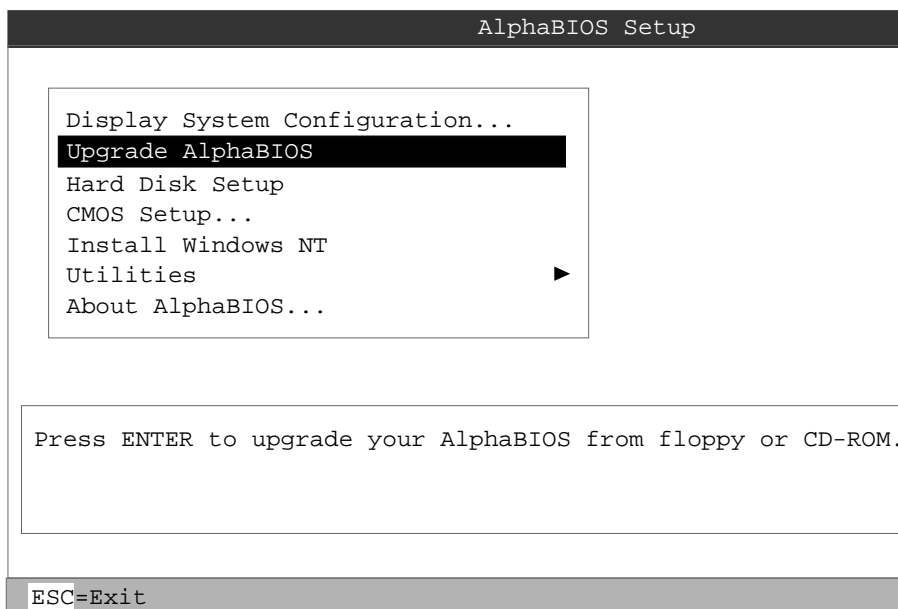 AlphaBIOS Setup
Display System Configuration...
Upgrade AlphaBIOS
Hard Disk Setup
CMOS Setup...
Install Windows NT
Utilities
About AlphaBIOS...
Press ENTER to upgrade your AlphaBIOS from floppy or CD-ROM.
ESC=Exit